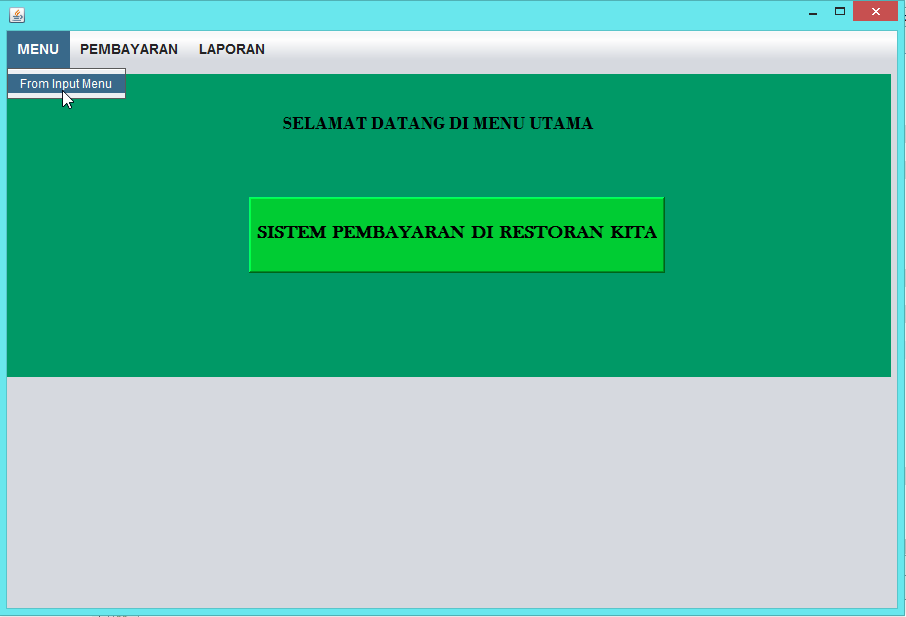 MENU PEMBAYARAN LAPORAN
From Input Menu
SELAMAT DATANG DI MENU UTAMA
SISTEM PEMBAYARAN DI RESTORAN KITA